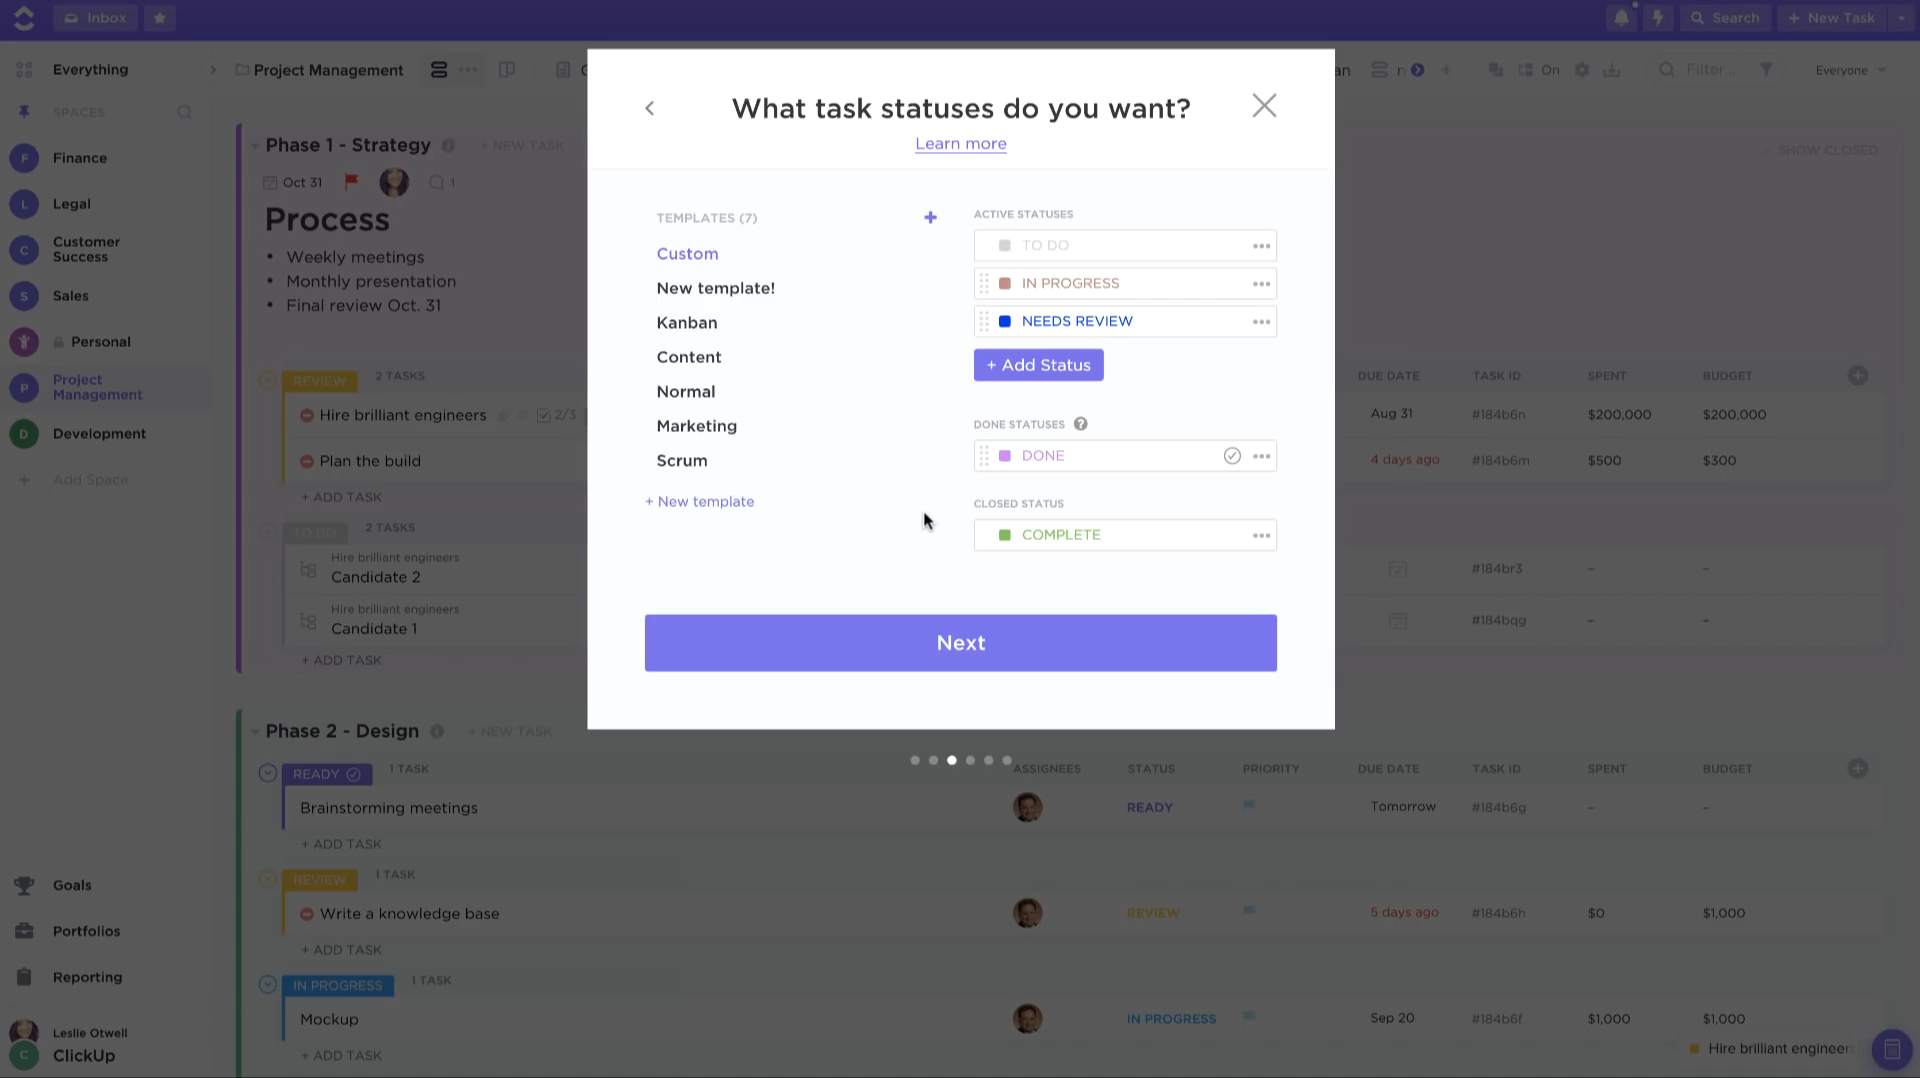 Inbox
Search
+ New Task
Everything
Project Management
On
Filter...
Everyone
SPACES
Finance
Legal
Customer
Success
Sales
Personal
Project
Management
Development
+ Add Space
Goals
Portfolios
Reporting
Leslie Otwell
C ClickUp
Phase 1 - Strategy
+ NEW TASK
SHOW CLOSED
Oct 31
1
Process
• Weekly meetings
• Monthly presentation
• Final review Oct. 31
REVIEW 2 TASKS
DUE DATE TASK ID SPENT BUDGET
Hire brilliant engineers 2/3 Aug 31 #184b6n $200,000 $200,000
Plan the build 4 days ago #184b6m $500 $300
+ ADD TASK
TO DO 2 TASKS
Hire brilliant engineers
Candidate 2 #184br3 – –
Hire brilliant engineers
Candidate 1 #184bqg – –
+ ADD TASK
What task statuses do you want?
Learn more
TEMPLATES (7) +
Custom
New template!
Kanban
Content
Normal
Marketing
Scrum
+ New template
ACTIVE STATUSES
TO DO
IN PROGRESS
NEEDS REVIEW
+ Add Status
DONE STATUSES ?
DONE
CLOSED STATUS
COMPLETE
Next
Phase 2 - Design
+ NEW TASK
READY 1 TASK ASSIGNEES STATUS PRIORITY DUE DATE TASK ID SPENT BUDGET
Brainstorming meetings READY Tomorrow #184b6g – –
+ ADD TASK
REVIEW 1 TASK
Write a knowledge base REVIEW 5 days ago #184b6h $0 $1,000
+ ADD TASK
IN PROGRESS 1 TASK
Mockup IN PROGRESS Sep 20 #184b6f $1,000 $1,000
+ ADD TASK
Hire brilliant engineer